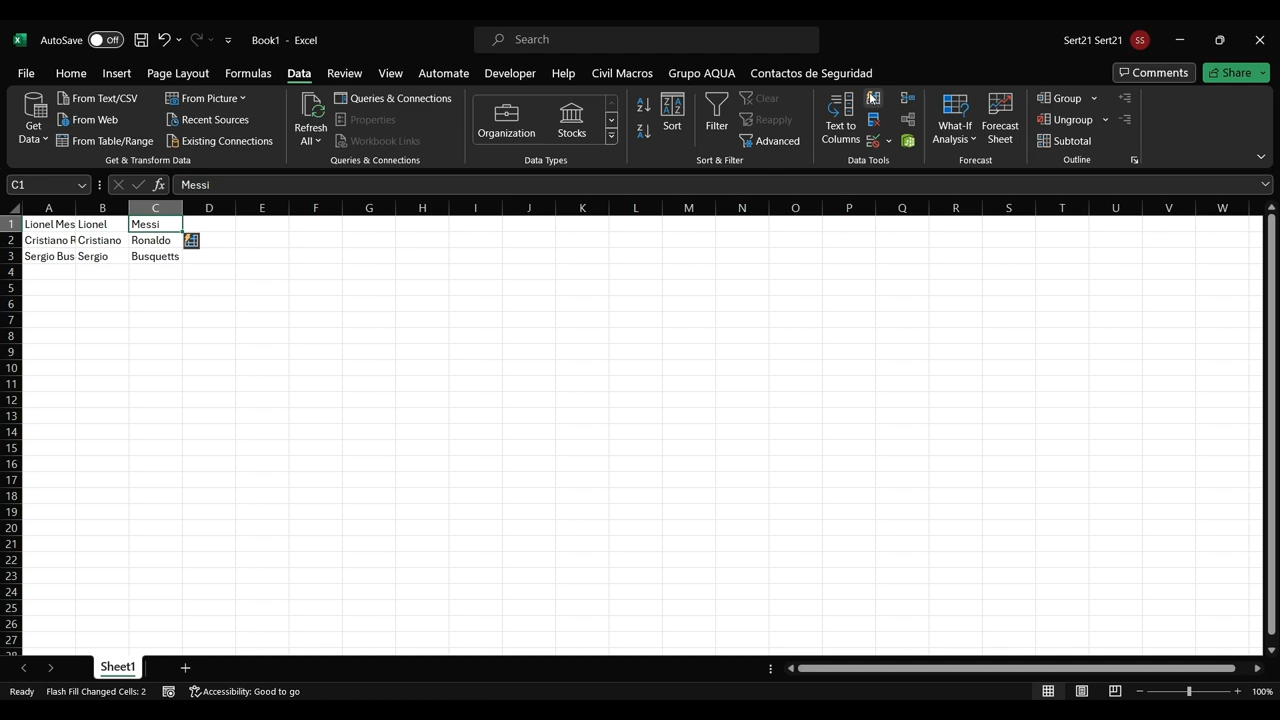 AutoSave Off Book1 - Excel Search Sert21 Sert21 SS
File Home Insert Page Layout Formulas Data Review View Automate Developer Help Civil Macros Grupo AQUA Contactos de Seguridad Comments Share
Get Data
From Text/CSV
From Web
From Table/Range
From Picture
Recent Sources
Existing Connections
Get & Transform Data
Refresh All
Queries & Connections
Properties
Workbook Links
Queries & Connections
Organization
Stocks
Data Types
Sort
Filter
Clear
Reapply
Advanced
Sort & Filter
Text to Columns
Data Tools
What-If Analysis
Forecast Sheet
Forecast
Group
Ungroup
Subtotal
Outline
C1 fx Messi
A B C D E F G H I J K L M N O P Q R S T U V W
1 Lionel Mes Lionel Messi
2 Cristiano R Cristiano Ronaldo
3 Sergio Bus Sergio Busquetts
4
5
6
7
8
9
10
11
12
13
14
15
16
17
18
19
20
21
22
23
24
25
26
27
28
Sheet1
Ready Flash Fill Changed Cells: 2 Accessibility: Good to go 100%